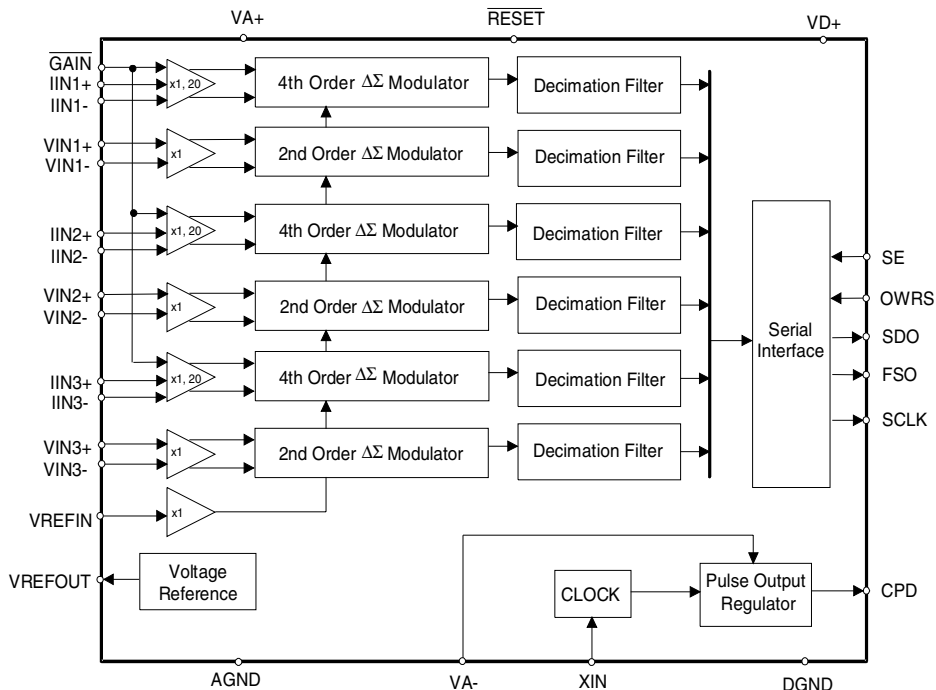 VA+
RESET
VD+
GAIN
IIN1+
IIN1-
x1, 20
4th Order ΔΣ Modulator
Decimation Filter
VIN1+
VIN1-
x1
2nd Order ΔΣ Modulator
Decimation Filter
IIN2+
IIN2-
x1, 20
4th Order ΔΣ Modulator
Decimation Filter
VIN2+
VIN2-
x1
2nd Order ΔΣ Modulator
Decimation Filter
IIN3+
IIN3-
x1, 20
4th Order ΔΣ Modulator
Decimation Filter
VIN3+
VIN3-
x1
2nd Order ΔΣ Modulator
Decimation Filter
Serial
Interface
SE
OWRS
SDO
FSO
SCLK
VREFIN
x1
VREFOUT
Voltage
Reference
CLOCK
Pulse Output
Regulator
CPD
AGND
VA-
XIN
DGND